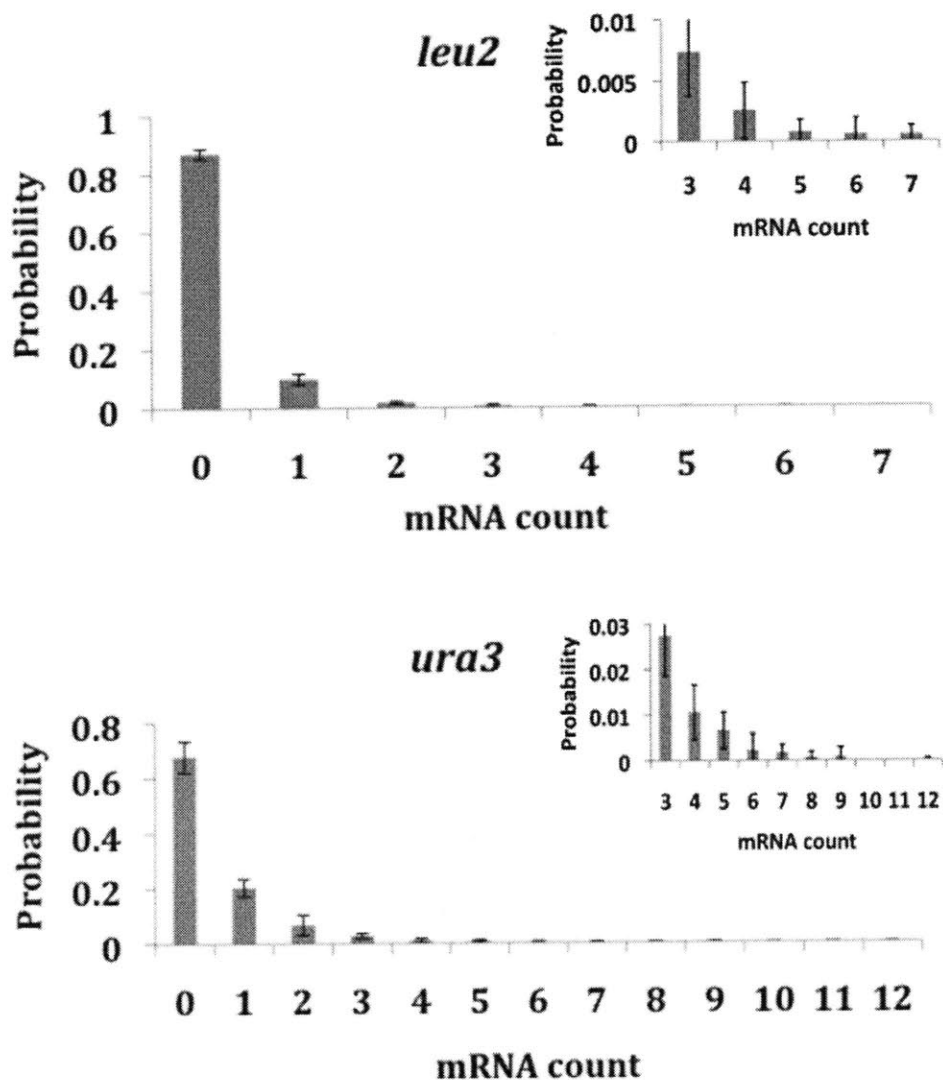 leu2
Probability
1
0.8
0.6
0.4
0.2
0
0 1 2 3 4 5 6 7
mRNA count
Probability
0.01
0.005
0
3 4 5 6 7
mRNA count
ura3
Probability
0.8
0.6
0.4
0.2
0
0 1 2 3 4 5 6 7 8 9 10 11 12
mRNA count
Probability
0.03
0.02
0.01
0
3 4 5 6 7 8 9 10 11 12
mRNA count